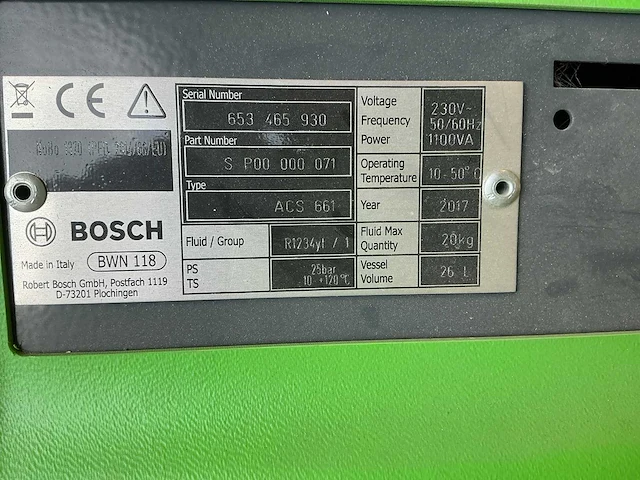 CE
BOSCH
Made in Italy BWN 118
Robert Bosch GmbH, Postfach 1119
D-73201 Plochingen
Serial Number
653 465 930
Part Number
S P00 000 071
Type
ACS 661
Fluid / Group R1234yf / 1
PS 25bar
TS 10 +120°C
Voltage 230V~
Frequency 50/60Hz
Power 1100VA
Operating
Temperature 10-50°C
Year 2017
Fluid Max
Quantity 20kg
Vessel
Volume 26 L